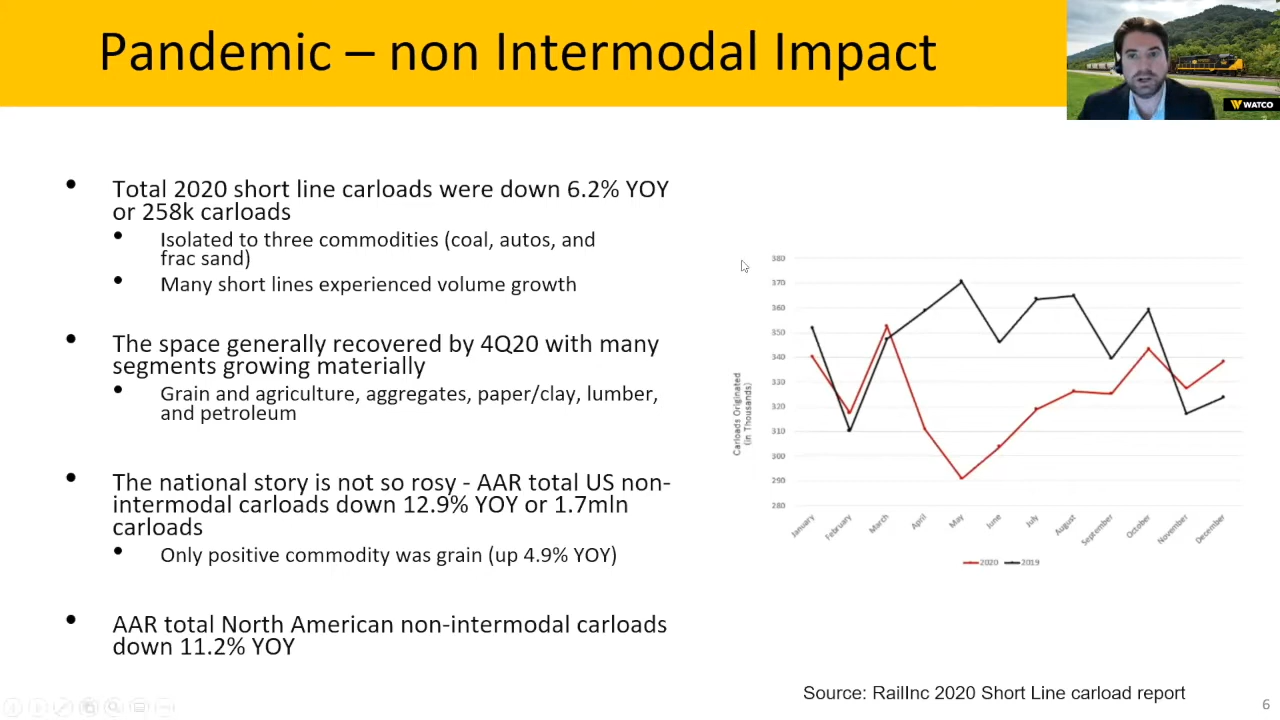 Pandemic – non Intermodal Impact
WATCO
• Total 2020 short line carloads were down 6.2% YOY
or 258k carloads
• Isolated to three commodities (coal, autos, and
frac sand)
• Many short lines experienced volume growth
• The space generally recovered by 4Q20 with many
segments growing materially
• Grain and agriculture, aggregates, paper/clay, lumber,
and petroleum
• The national story is not so rosy - AAR total US non-
intermodal carloads down 12.9% YOY or 1.7mln
carloads
• Only positive commodity was grain (up 4.9% YOY)
• AAR total North American non-intermodal carloads
down 11.2% YOY
Carloads Originated
(in Thousands)
380
370
360
350
340
330
320
310
300
290
280
January
February
March
April
May
June
July
August
September
October
November
December
2020 2019
Source: RailInc 2020 Short Line carload report
6